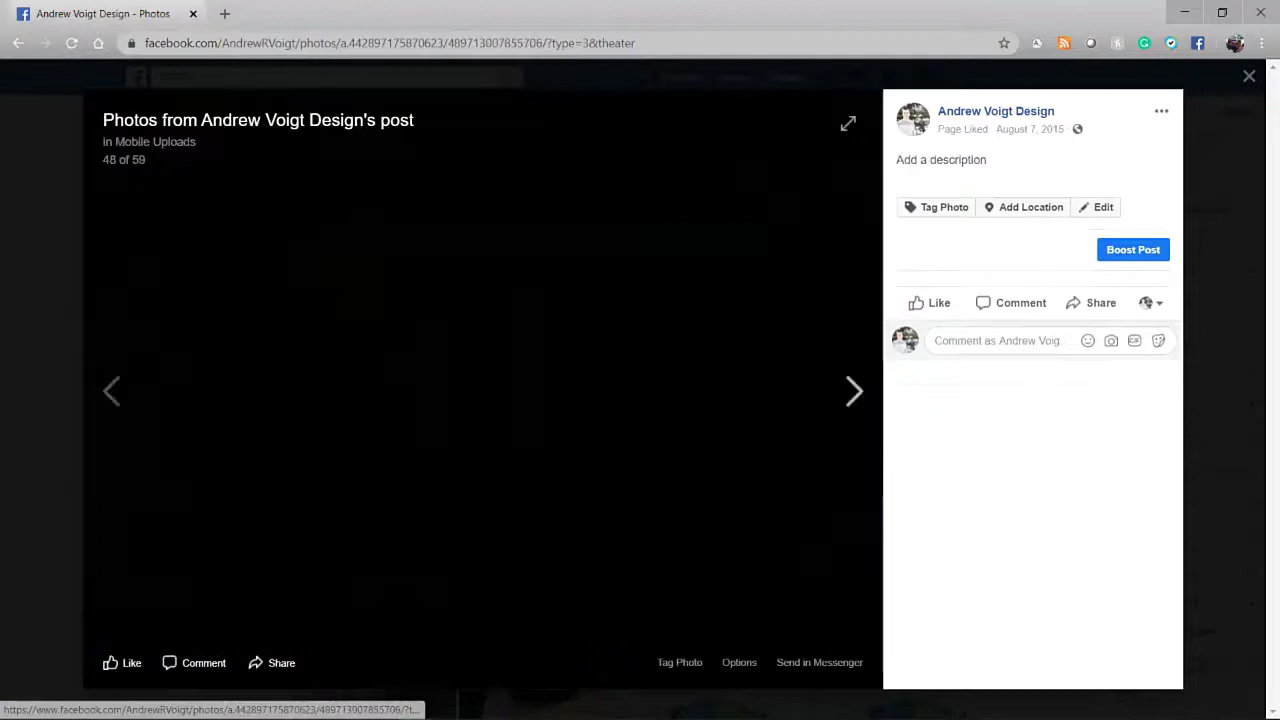 Andrew Voigt Design - Photos
facebook.com/AndrewRVoigt/photos/a.442897175870623/489713007855706/?type=3&theater
Photos from Andrew Voigt Design's post
in Mobile Uploads
48 of 59
Andrew Voigt Design
Page Liked August 7, 2015
Add a description
Tag Photo Add Location Edit
Boost Post
Like Comment Share
Comment as Andrew Voig... GIF
Like Comment Share Tag Photo Options Send in Messenger
https://www.facebook.com/AndrewRVoigt/photos/a.442897175870623/489713007855706/?t...